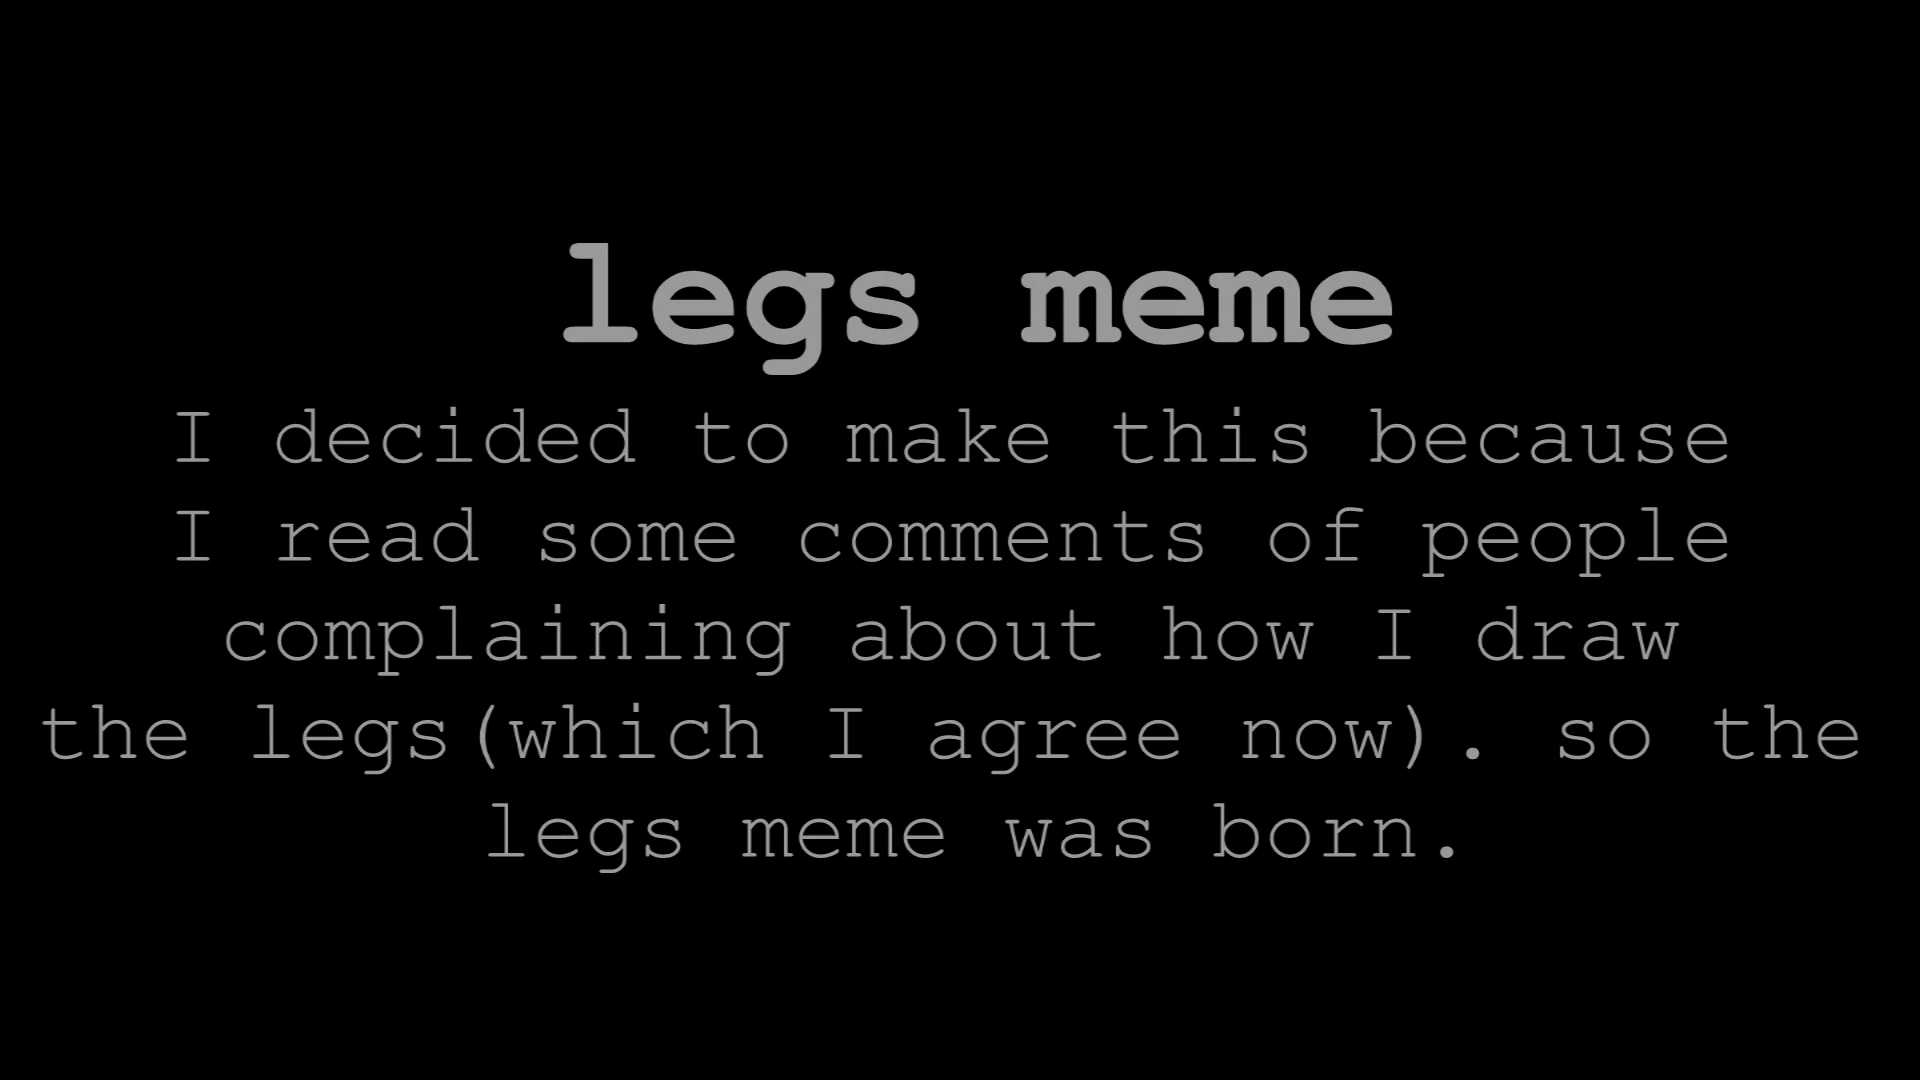 legs meme
I decided to make this because
I read some comments of people
complaining about how I draw
the legs(which I agree now). so the
legs meme was born.